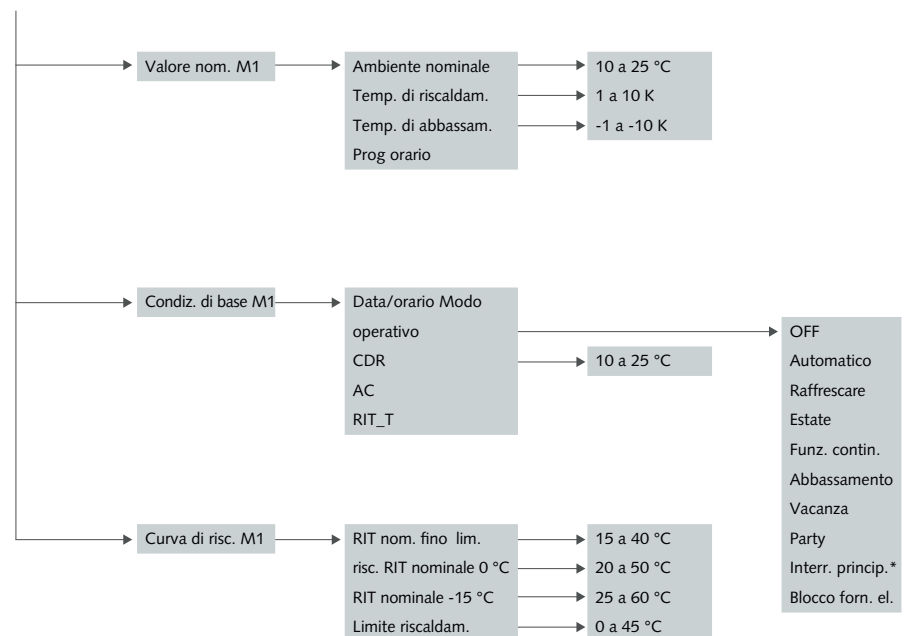 Valore nom. M1
Ambiente nominale
10 a 25 °C
Temp. di riscaldam.
1 a 10 K
Temp. di abbassam.
-1 a -10 K
Prog orario
Condiz. di base M1
Data/orario Modo
operativo
OFF
CDR
10 a 25 °C
Automatico
AC
Raffrescare
RIT_T
Estate
Funz. contin.
Abbassamento
Vacanza
Curva di risc. M1
RIT nom. fino lim.
15 a 40 °C
Party
risc. RIT nominale 0 °C
20 a 50 °C
Interr. princip.*
RIT nominale -15 °C
25 a 60 °C
Blocco forn. el.
Limite riscaldam.
0 a 45 °C